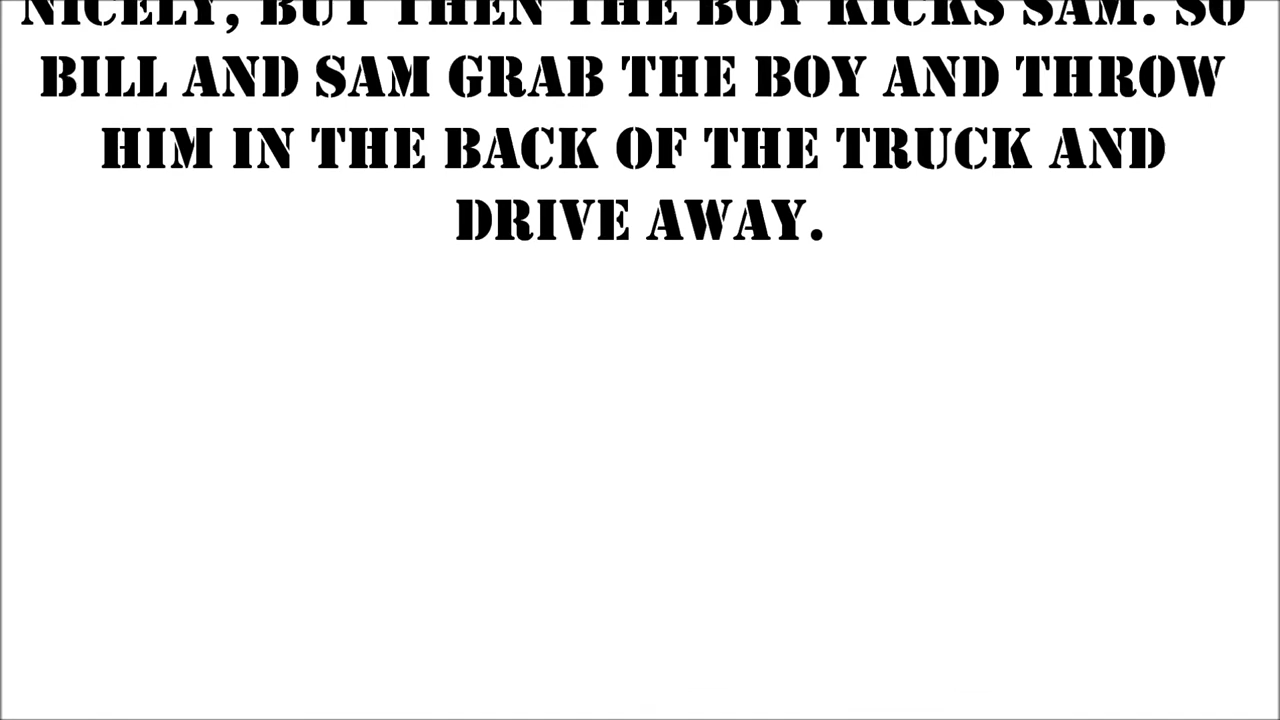 NICELY, BUT THEN THE BOY KICKS SAM. SO
BILL AND SAM GRAB THE BOY AND THROW
HIM IN THE BACK OF THE TRUCK AND
DRIVE AWAY.